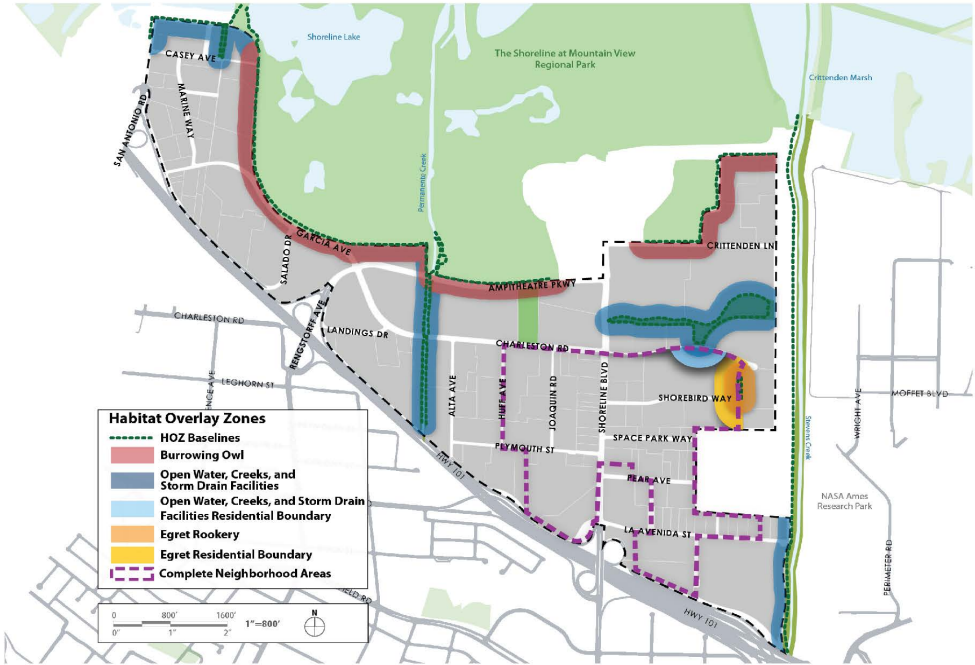 Shoreline Lake
The Shoreline at Mountain View
Regional Park
Crittenden Marsh
CASEY AVE
MARINE WAY
SAN ANTONIO RD
Permanente Creek
GARCIA AVE
SALADO DR
CRITTENDEN LN
AMPITHEATRE PKWY
CHARLESTON RD
RENGSTORFF AVE
LANDINGS DR
CHARLESTON RD
LEGHORN ST
NCE AVE
ALTA AVE
HUFF AVE
JOAQUIN RD
SHORELINE BLVD
SHOREBIRD WAY
MOFFET BLVD
WRIGHT AVE
Stevens Creek
SPACE PARK WAY
PLYMOUTH ST
HWY 101
PEAR AVE
NASA Ames
Research Park
LA AVENIDA ST
PERIMETER RD
HWY 101
FIELD RD
Habitat Overlay Zones
HOZ Baselines
Burrowing Owl
Open Water, Creeks, and
Storm Drain Facilities
Open Water, Creeks, and Storm Drain
Facilities Residential Boundary
Egret Rookery
Egret Residential Boundary
Complete Neighborhood Areas
0 800' 1600'
0" 1" 2"
1"=800'
N